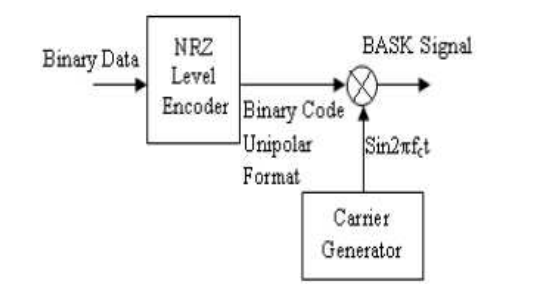 BASK Signal
Binary Data
NRZ
Level
Encoder
Binary Code
Unipolar
Format
Sin2πfct
Carrier
Generator